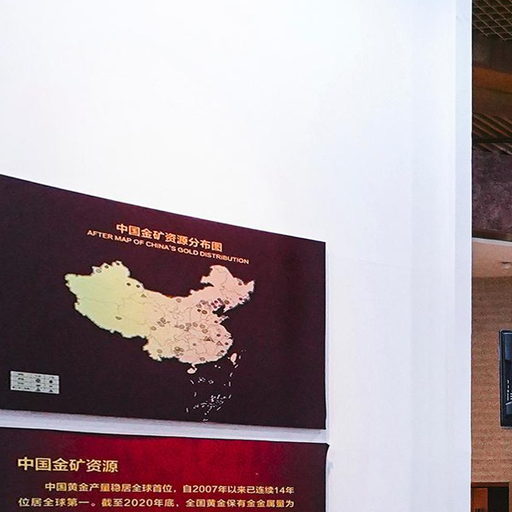 中国金矿资源分布图
AFTER MAP OF CHINA'S GOLD DISTRIBUTION
中国金矿资源
中国黄金产量稳居全球首位，自2007年以来已连续14年
位居全球第一。截至2020年底、全国黄金保有金金属量为